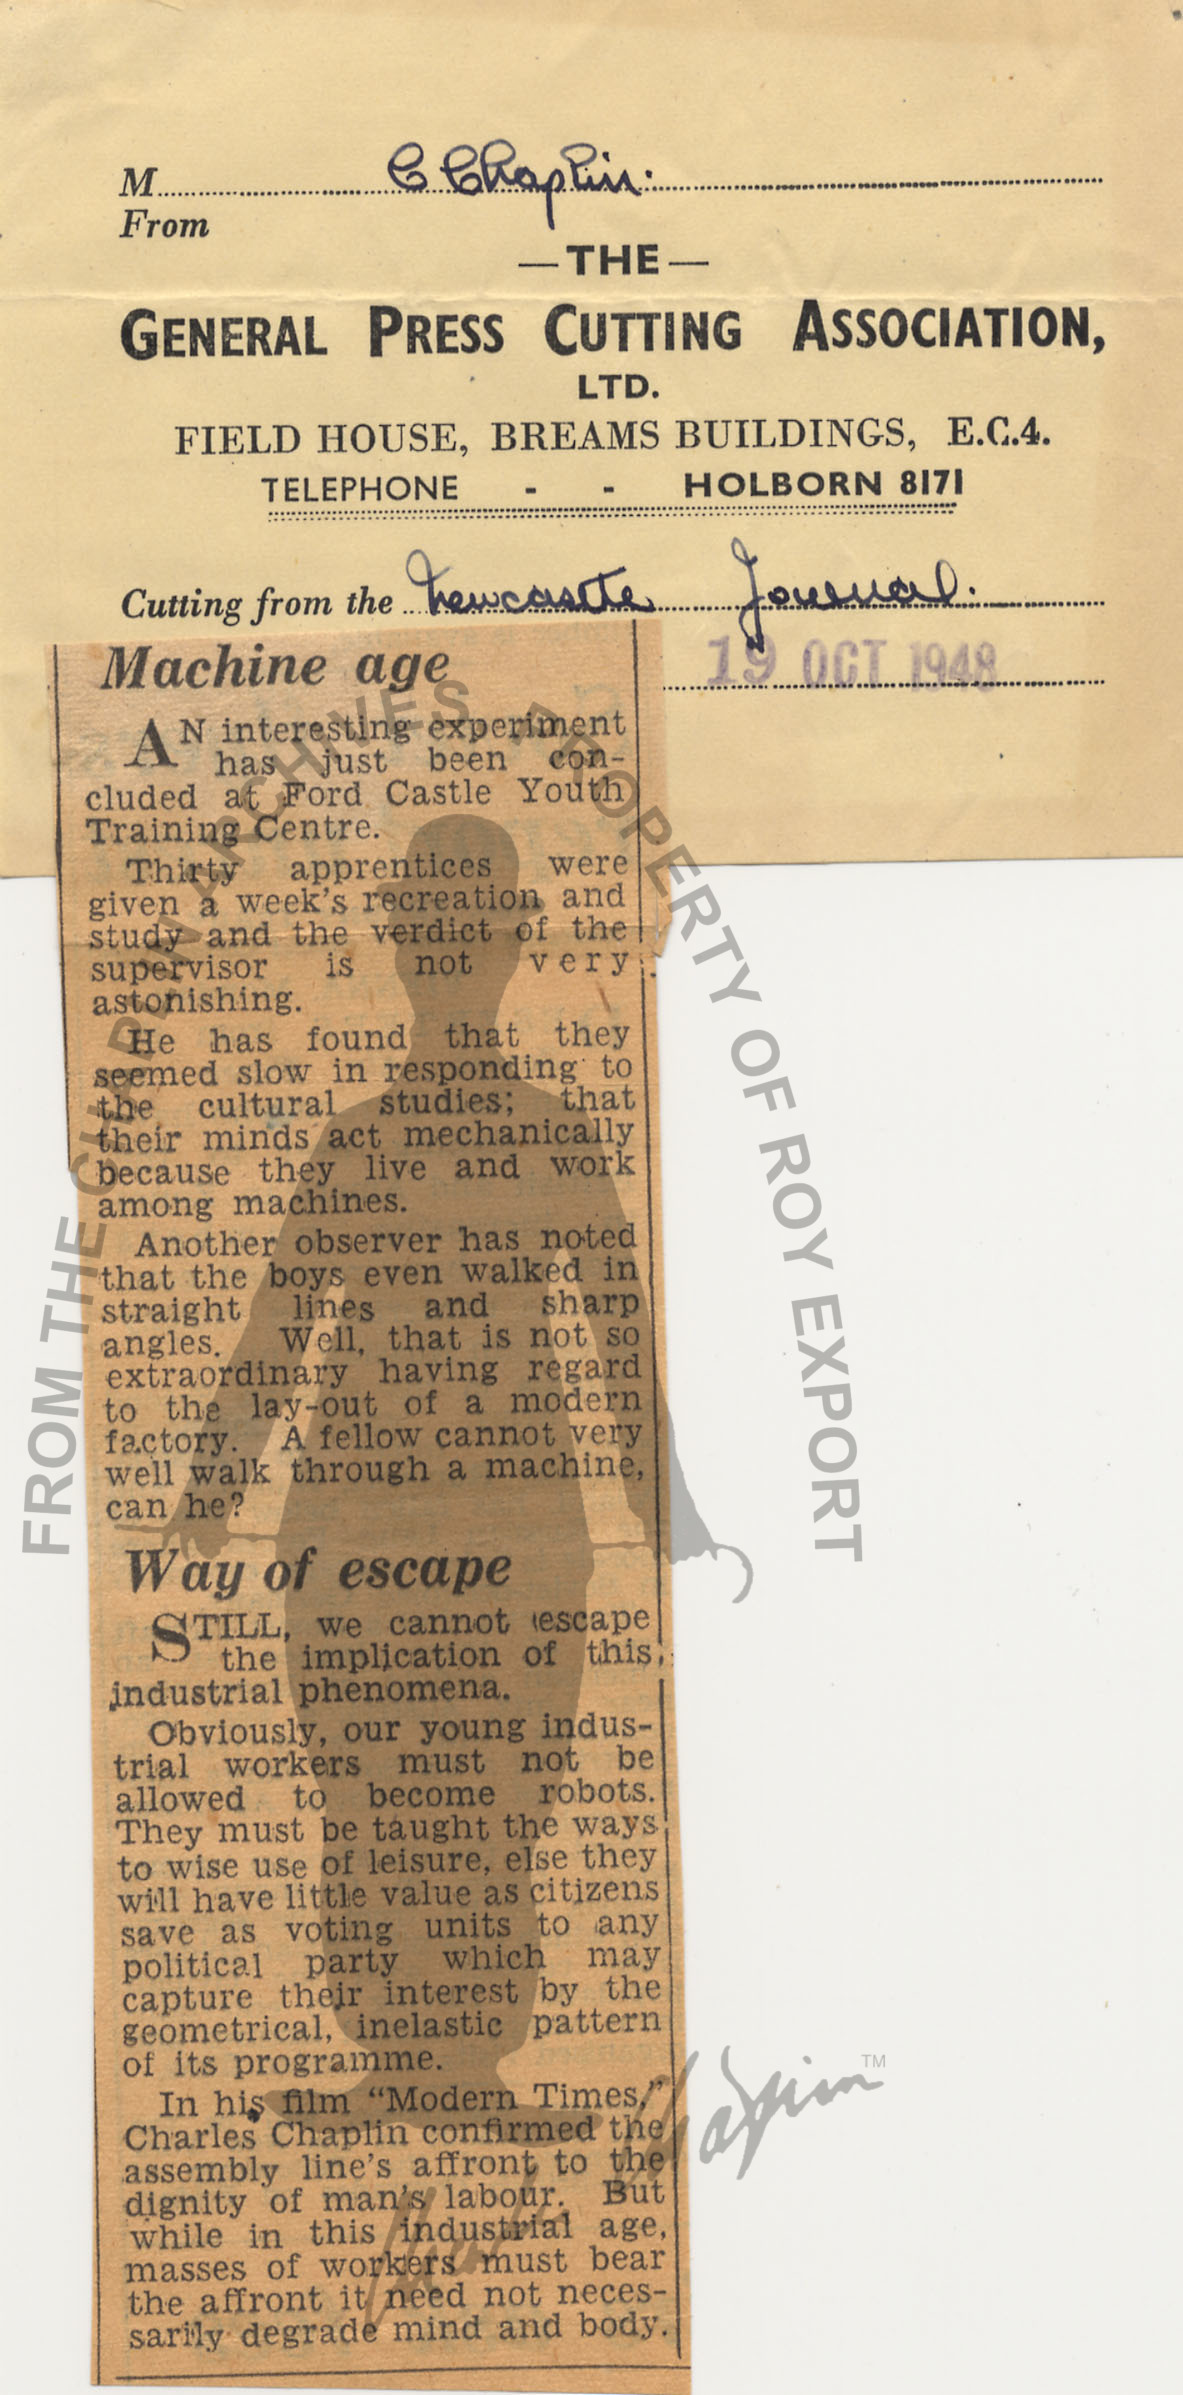 M C Chaplin.
From
—THE—
GENERAL PRESS CUTTING ASSOCIATION,
LTD.
FIELD HOUSE, BREAMS BUILDINGS, E.C.4.
TELEPHONE - - HOLBORN 8171
Cutting from the Newcastle Journal.
19 OCT 1948
Machine age
AN interesting experiment
has just been con-
cluded at Ford Castle Youth
Training Centre.
Thirty apprentices were
given a week's recreation and
study and the verdict of the
supervisor is not very
astonishing.
He has found that they
seemed slow in responding to
the cultural studies; that
their minds act mechanically
because they live and work
among machines.
Another observer has noted
that the boys even walked in
straight lines and sharp
angles. Well, that is not so
extraordinary having regard
to the lay-out of a modern
factory. A fellow cannot very
well walk through a machine,
can he?
Way of escape
STILL, we cannot escape
the implication of this
industrial phenomena.
Obviously, our young indus-
trial workers must not be
allowed to become robots.
They must be taught the ways
to wise use of leisure, else they
will have little value as citizens
save as voting units to any
political party which may
capture their interest by the
geometrical, inelastic pattern
of its programme.
In his film “Modern Times,”
Charles Chaplin confirmed the
assembly line's affront to the
dignity of man's labour. But
while in this industrial age,
masses of workers must bear
the affront it need not neces-
sarily degrade mind and body.
FROM THE CHAPLIN ARCHIVES PROPERTY OF ROY EXPORT
Charlie Chaplin TM